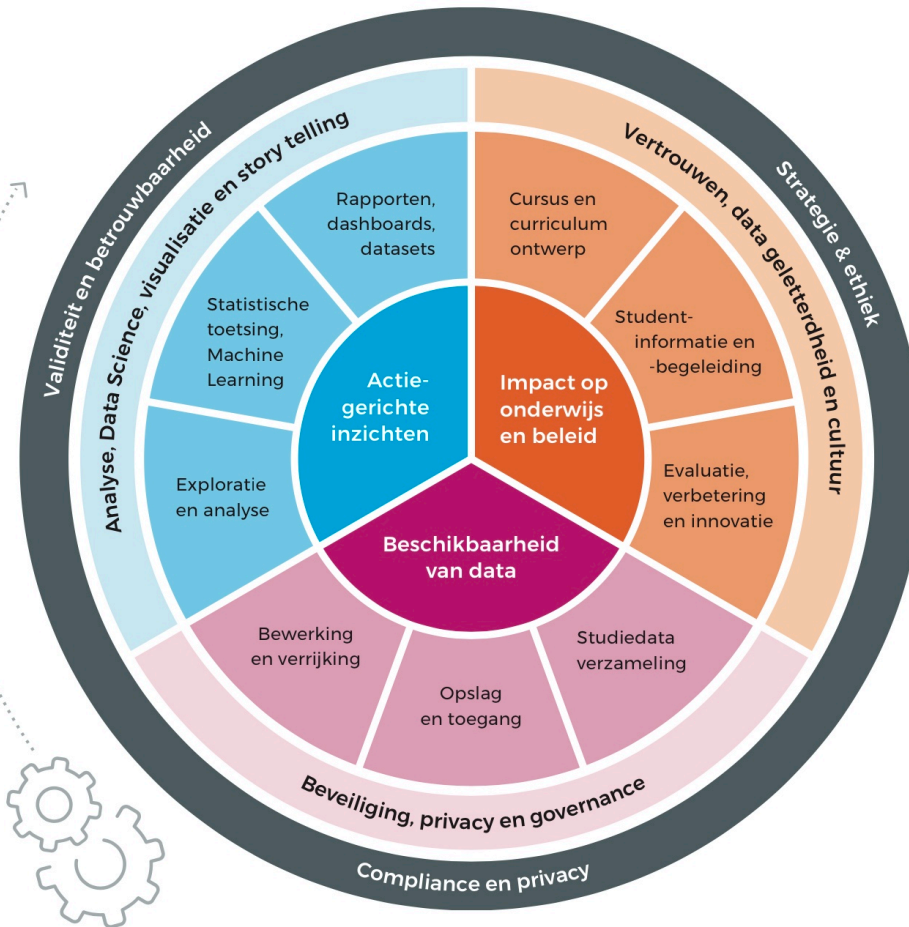 Validiteit en betrouwbaarheid
Strategie & ethiek
Compliance en privacy
Analyse, Data Science, visualisatie en story telling
Vertrouwen, data geletterdheid en cultuur
Beveiliging, privacy en governance
Rapporten,
dashboards,
datasets
Statistische
toetsing,
Machine
Learning
Exploratie
en analyse
Cursus en
curriculum
ontwerp
Student-
informatie en
-begeleiding
Evaluatie,
verbetering
en innovatie
Actie-
gerichte
inzichten
Impact op
onderwijs
en beleid
Beschikbaarheid
van data
Bewerking
en verrijking
Opslag
en toegang
Studiedata
verzameling